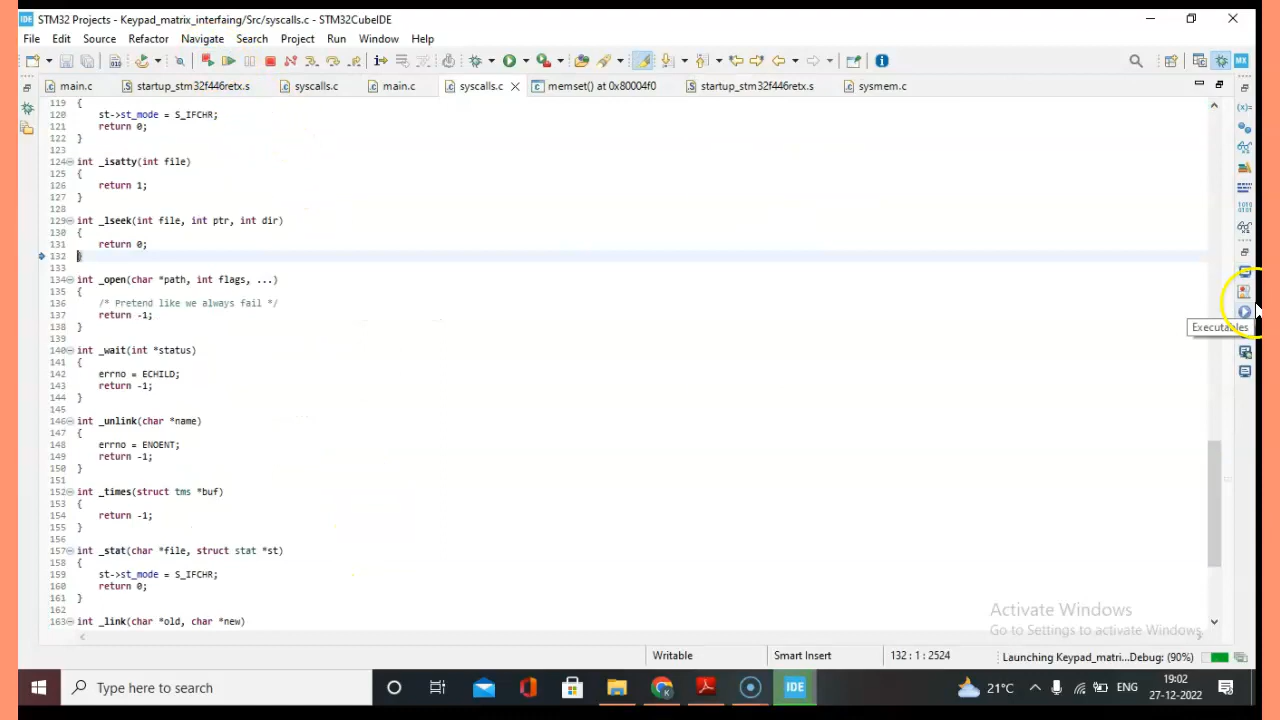 IDE STM32 Projects - Keypad_matrix_interfaing/Src/syscalls.c - STM32CubeIDE
File Edit Source Refactor Navigate Search Project Run Window Help
main.c startup_stm32f446retx.s syscalls.c main.c syscalls.c memset() at 0x80004f0 startup_stm32f446retx.s sysmem.c
119 {
120 st->st_mode = S_IFCHR;
121 return 0;
122 }
123
124 int _isatty(int file)
125 {
126 return 1;
127 }
128
129 int _lseek(int file, int ptr, int dir)
130 {
131 return 0;
132 }
133
134 int _open(char *path, int flags, ...)
135 {
136 /* Pretend like we always fail */
137 return -1;
138 }
139
140 int _wait(int *status)
141 {
142 errno = ECHILD;
143 return -1;
144 }
145
146 int _unlink(char *name)
147 {
148 errno = ENOENT;
149 return -1;
150 }
151
152 int _times(struct tms *buf)
153 {
154 return -1;
155 }
156
157 int _stat(char *file, struct stat *st)
158 {
159 st->st_mode = S_IFCHR;
160 return 0;
161 }
162
163 int _link(char *old, char *new)
Executables
Activate Windows
Go to Settings to activate Windows.
Writable Smart Insert 132 : 1 : 2524 Launching Keypad_matri...Debug: (90%)
Type here to search IDE 21°C ENG 19:02
27-12-2022